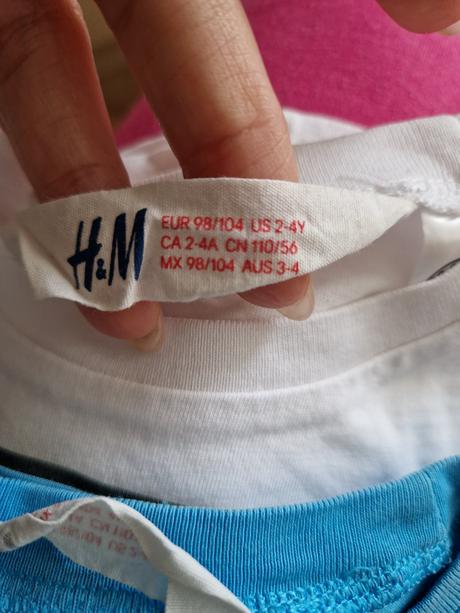 H&M
EUR 98/104 US 2-4Y
CA 2-4A CN 110/56
MX 98/104 AUS 3-4